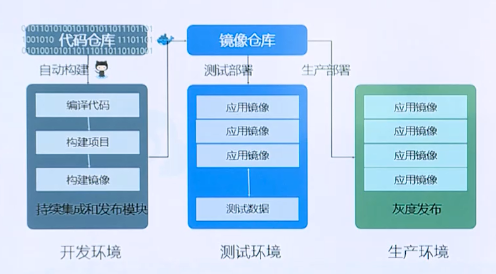 代码仓库
镜像仓库
自动构建
测试部署
生产部署
编译代码
构建项目
构建镜像
持续集成和发布模块
应用镜像
应用镜像
应用镜像
测试数据
应用镜像
应用镜像
应用镜像
应用镜像
灰度发布
开发环境
测试环境
生产环境